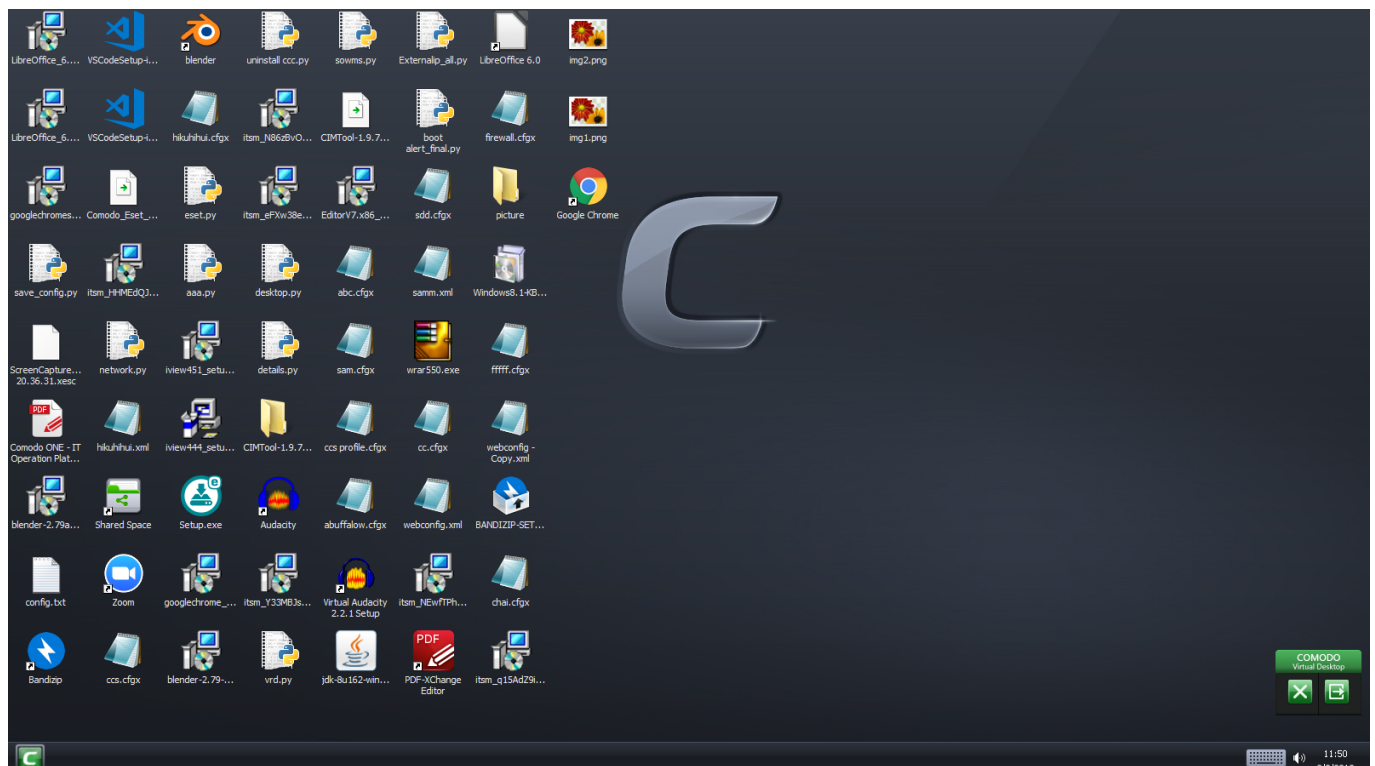 LibreOffice_6....
VSCodeSetup-i...
blender
uninstall ccc.py
sowms.py
Externalip_all.py
LibreOffice 6.0
img2.png
LibreOffice_6....
VSCodeSetup-i...
hikuhihui.cfgx
itsm_N86zBvO...
CIMTool-1.9.7...
boot
alert_final.py
firewall.cfgx
img1.png
googlechromes...
Comodo_Eset_...
eset.py
itsm_eFXw38e...
EditorV7.x86_...
sdd.cfgx
picture
Google Chrome
save_config.py
itsm_HHMEdQJ...
aaa.py
desktop.py
abc.cfgx
samm.xml
Windows8.1-KB...
ScreenCapture...
20.36.31.xesc
network.py
iview451_setu...
details.py
sam.cfgx
wrar550.exe
fffff.cfgx
PDF
Comodo ONE - IT
Operation Plat...
hikuhihui.xml
iview444_setu...
CIMTool-1.9.7...
ccs profile.cfgx
cc.cfgx
webconfig -
Copy.xml
blender-2.79a...
Shared Space
Setup.exe
Audacity
abuffalow.cfgx
webconfig.xml
BANDIZIP-SET...
config.txt
Zoom
googlechrome_...
itsm_Y33MBJs...
Virtual Audacity
2.2.1 Setup
itsm_NEwfTPh...
chai.cfgx
Bandizip
ccs.cfgx
blender-2.79-...
vrd.py
jdk-8u162-win...
PDF
PDF-XChange
Editor
itsm_q15AdZ9i...
COMODO
Virtual Desktop
11:50